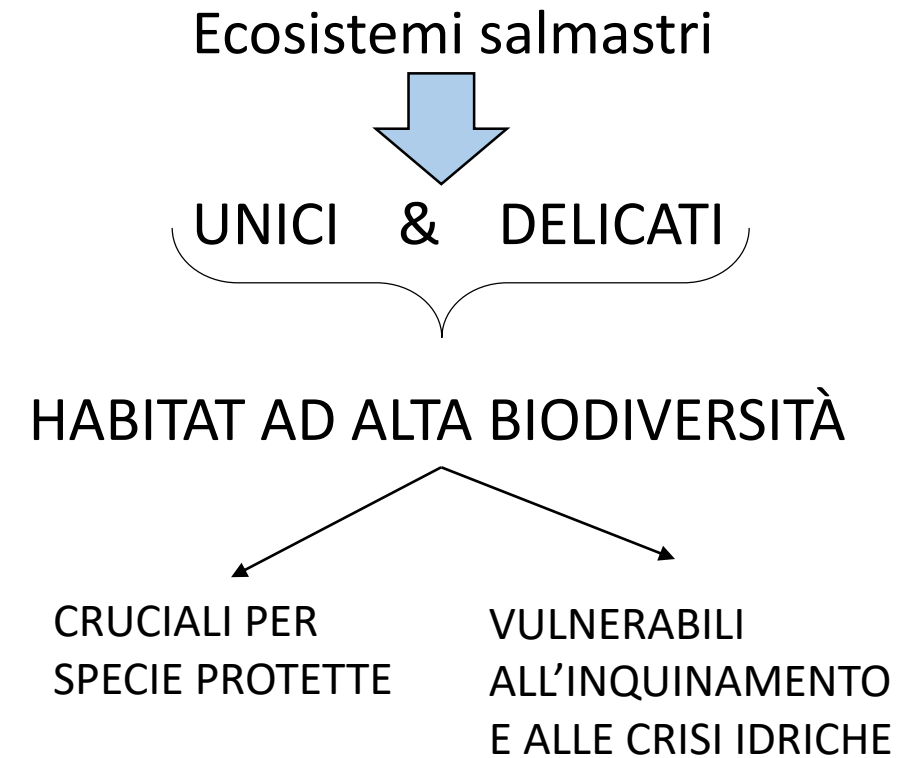 Ecosistemi salmastri
UNICI & DELICATI
HABITAT AD ALTA BIODIVERSITÀ
CRUCIALI PER
SPECIE PROTETTE
VULNERABILI
ALL'INQUINAMENTO
E ALLE CRISI IDRICHE